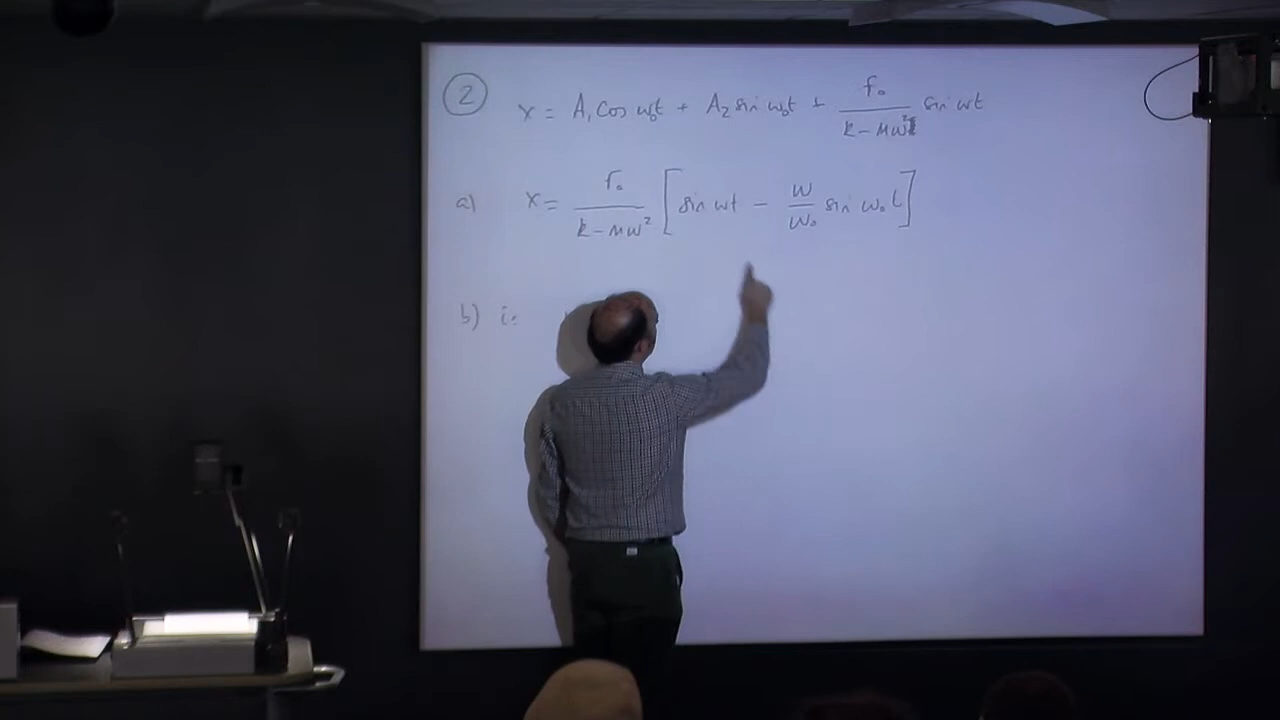 ② x = A₁ cos ω₀t + A₂ sin ω₀t + f₀ / (k − Mω²) sin ωt
a) x = f₀ / (k − Mω²) [ sin ωt − ω/ω₀ sin ω₀t ]
b) i: